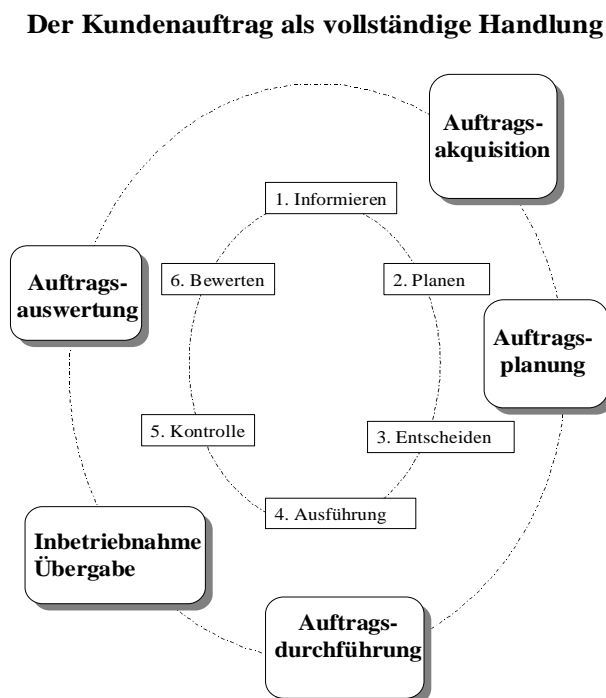 Der Kundenauftrag als vollständige Handlung
Auftrags-
akquisition
1. Informieren
Auftrags-
auswertung
6. Bewerten
2. Planen
Auftrags-
planung
5. Kontrolle
3. Entscheiden
4. Ausführung
Inbetriebnahme
Übergabe
Auftrags-
durchführung